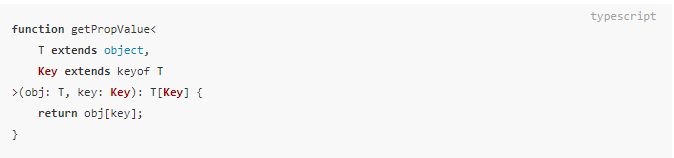 typescript
function getPropValue<
    T extends object,
    Key extends keyof T
>(obj: T, key: Key): T[Key] {
    return obj[key];
}